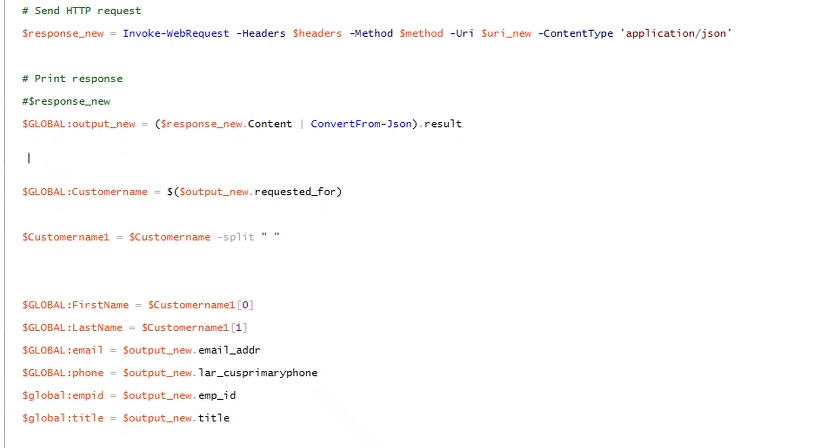 # Send HTTP request
$response_new = Invoke-WebRequest -Headers $headers -Method $method -Uri $uri_new -ContentType 'application/json'
# Print response
#$response_new
$GLOBAL:output_new = ($response_new.Content | ConvertFrom-Json).result
$GLOBAL:Customername = $($output_new.requested_for)
$Customername1 = $Customername -split " "
$GLOBAL:FirstName = $Customername1[0]
$GLOBAL:LastName = $Customername1[1]
$GLOBAL:email = $output_new.email_addr
$GLOBAL:phone = $output_new.lar_cusprimaryphone
$global:empid = $output_new.emp_id
$global:title = $output_new.title